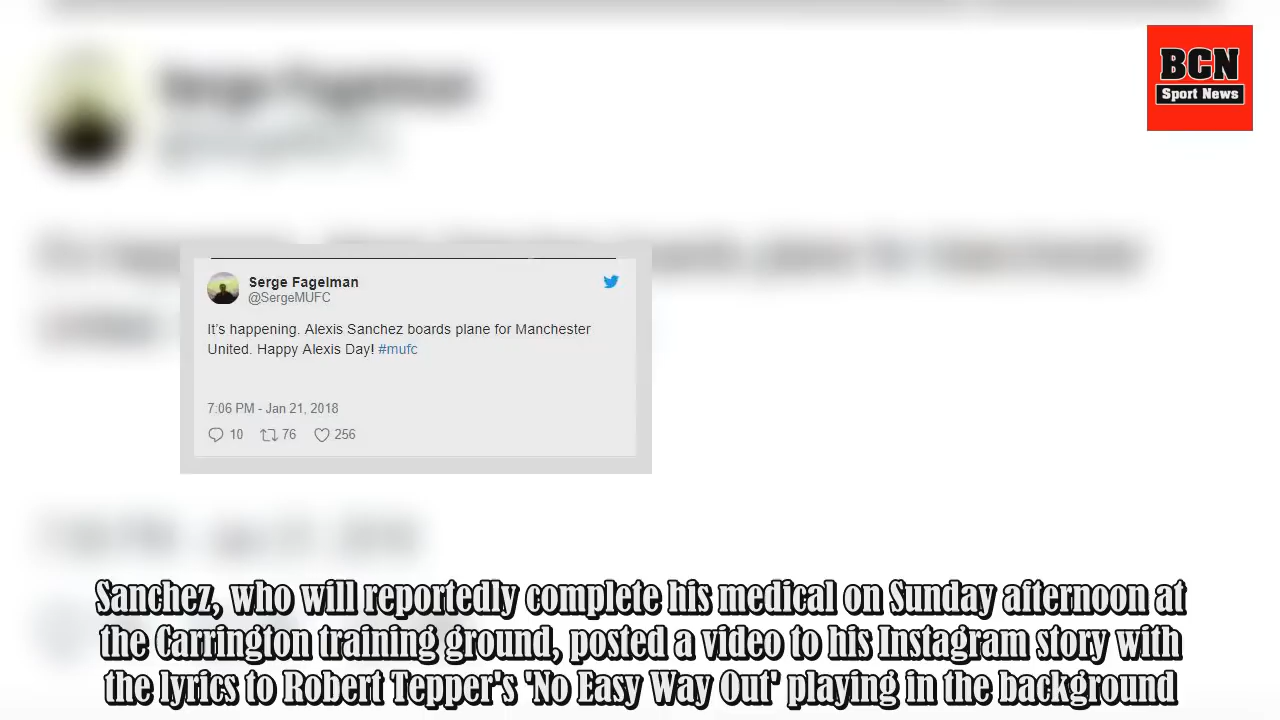 BCN
Sport News
Serge Fagelman
Serge Fagelman
@SergeMUFC
It's happening. Alexis Sanchez boards plane for Manchester
United. Happy Alexis Day! #mufc
7:06 PM - Jan 21, 2018
10 76 256
Sanchez, who will reportedly complete his medical on Sunday afternoon at
the Carrington training ground, posted a video to his Instagram story with
the lyrics to Robert Tepper's 'No Easy Way Out' playing in the background